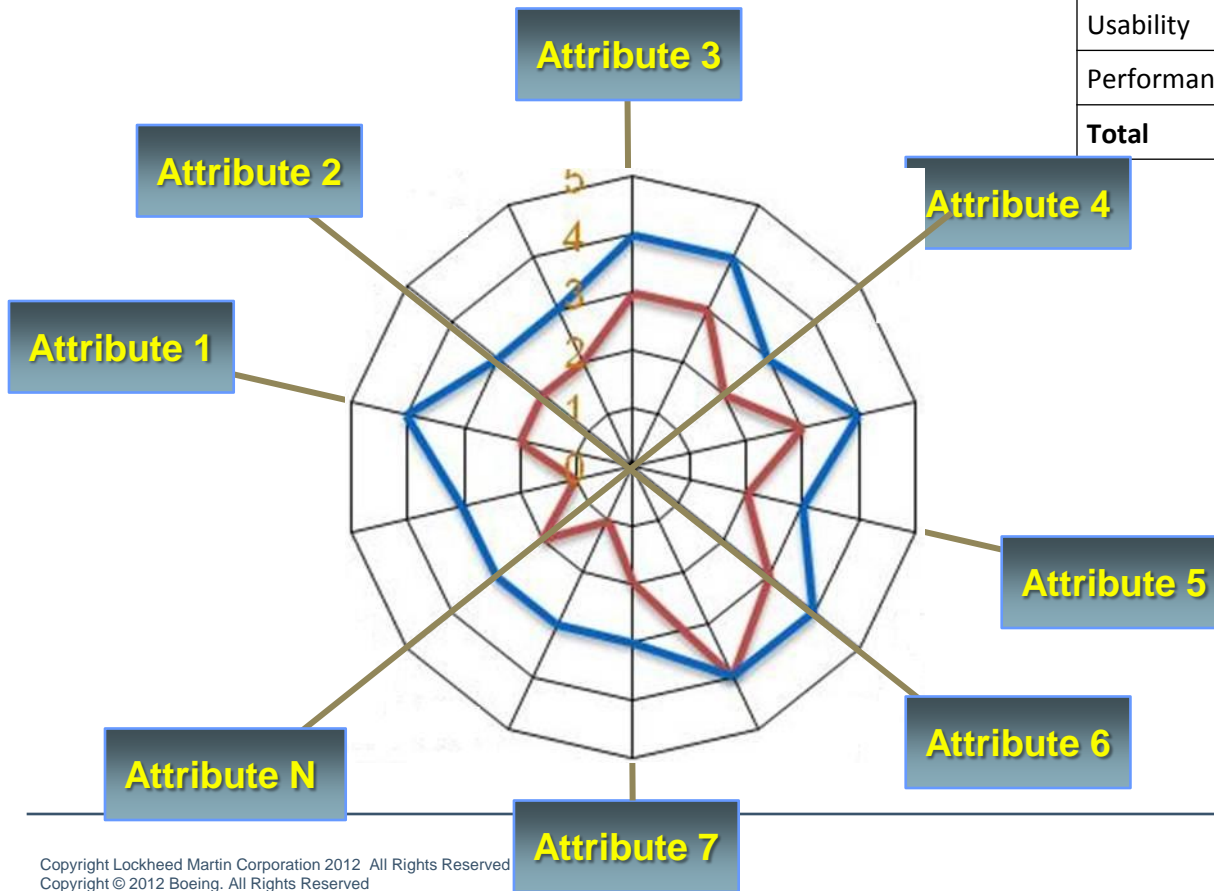 Usability
Performan
Total
Attribute 3
Attribute 2
Attribute 4
Attribute 1
5
4
3
2
1
0
Attribute 5
Attribute 6
Attribute N
Attribute 7
Copyright Lockheed Martin Corporation 2012 All Rights Reserved
Copyright © 2012 Boeing. All Rights Reserved